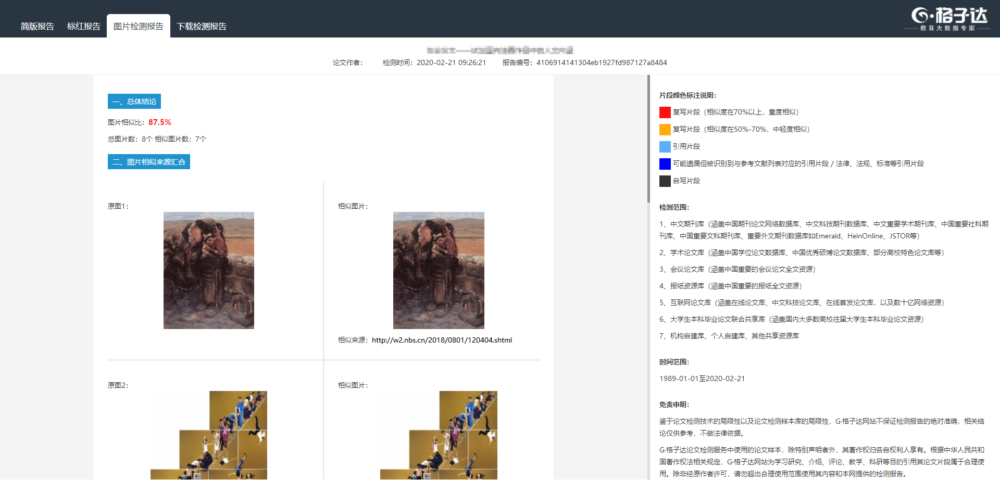 简版报告 标红报告 图片检测报告 下载检测报告
G·格子达
教育大数据专家
论文作者： 检测时间：2020-02-21 09:26:21 报告编号：4106914141304eb1927fd987127a8484
一、总体结论
图片相似比：87.5%
总图片数：8个 相似图片数：7个
二、图片相似来源汇合
原图1：
相似图片：
相似来源：http://w2.nbs.cn/2018/0801/120404.shtml
原图2：
相似图片：
片段颜色标注说明：
复写片段（相似度在70%以上，重度相似）
复写片段（相似度在50%-70%，中轻度相似）
引用片段
可能遗漏但被识别到与参考文献列表对应的引用片段 / 法律、法规、标准等引用片段
自写片段
检测范围：
1、中文期刊库（涵盖中国期刊论文网络数据库、中文科技期刊数据库、中文重要学术期刊库、中国重要社科期
刊库、中国重要文科期刊库、重要外文期刊数据库如Emerald、HeinOnline、JSTOR等）
2、学术论文库（涵盖中国学位论文数据库、中国优秀硕博论文数据库、部分高校特色论文库等）
3、会议论文库（涵盖中国重要的会议论文全文资源）
4、报纸资源库（涵盖中国重要的报纸全文资源）
5、互联网论文库（涵盖在线论文库、中文科技论文库、在线首发论文库，以及数十亿网络资源）
6、大学生本科毕业论文联合共享库（涵盖国内大多数高校往届大学生本科毕业论文资源）
7、机构自建库、个人自建库、其他共享资源库
时间范围：
1989-01-01至2020-02-21
免责申明：
鉴于论文检测技术的局限性以及论文检测样本库的局限性，G·格子达网站不保证检测报告的绝对准确，相关结
论仅供参考，不做法律依据。
G·格子达论文检测服务中使用的论文样本，除特别声明者外，其著作权归各自权利人享有。根据中华人民共和
国著作权法相关规定，G·格子达网站为学习研究、介绍、评论、教学、科研等目的引用其论文片段属于合理使
用。除非经原作者许可，请勿超出合理使用范围使用其内容和本网提供的检测报告。